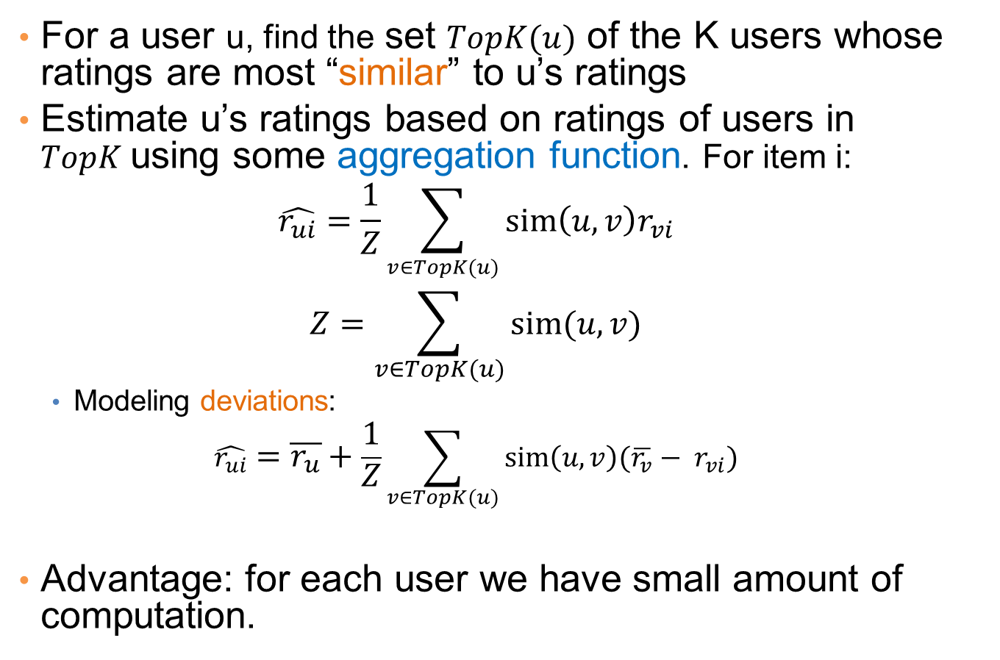 • For a user u, find the set 𝑇𝑜𝑝𝐾(𝑢) of the K users whose
ratings are most “similar” to u’s ratings
• Estimate u’s ratings based on ratings of users in
𝑇𝑜𝑝𝐾 using some aggregation function. For item i:
$\widehat{r_{ui}} = \frac{1}{Z} \sum_{v \in TopK(u)} \text{sim}(u, v) r_{vi}$
$Z = \sum_{v \in TopK(u)} \text{sim}(u, v)$
• Modeling deviations:
$\widehat{r_{ui}} = \overline{r_u} + \frac{1}{Z} \sum_{v \in TopK(u)} \text{sim}(u, v)(\overline{r_v} - r_{vi})$
• Advantage: for each user we have small amount of
computation.